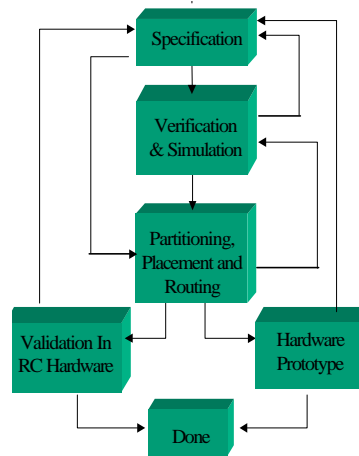 Specification
Verification
& Simulation
Partitioning,
Placement and
Routing
Validation In
RC Hardware
Hardware
Prototype
Done